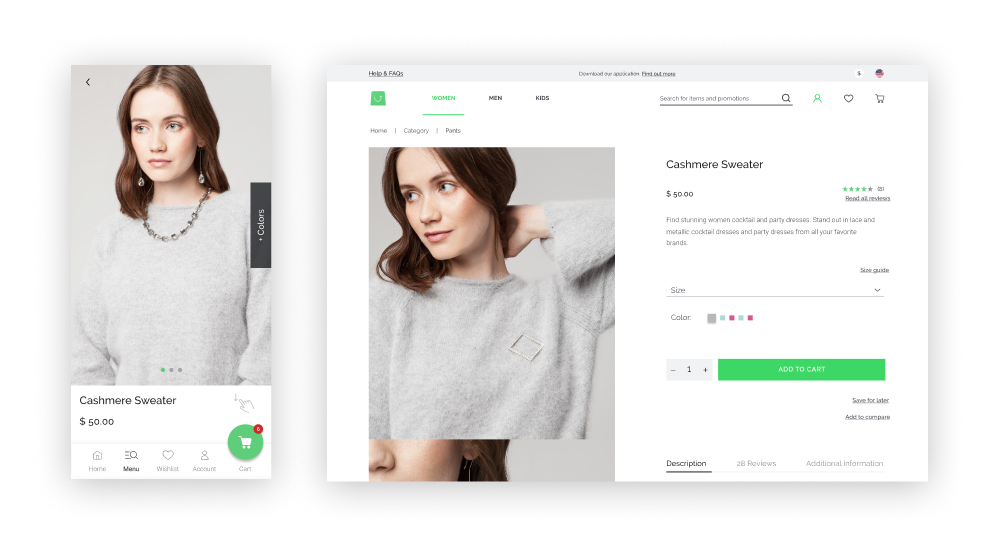 + Colors
Cashmere Sweater
$ 50.00
6
Home Menu Wishlist Account Cart
Help & FAQs Download our application Find out more $
WOMEN MEN KIDS Search for items and promotions
Home | Category | Pants
Cashmere Sweater
$ 50.00
Read all reviews
Find stunning women cocktail and party dresses. Stand out in lace and
metallic cocktail dresses and party dresses from all your favorite
brands.
Size guide
Size
Color:
– 1 + ADD TO CART
Save for later
Add to compare
Description 28 Reviews Additional Information